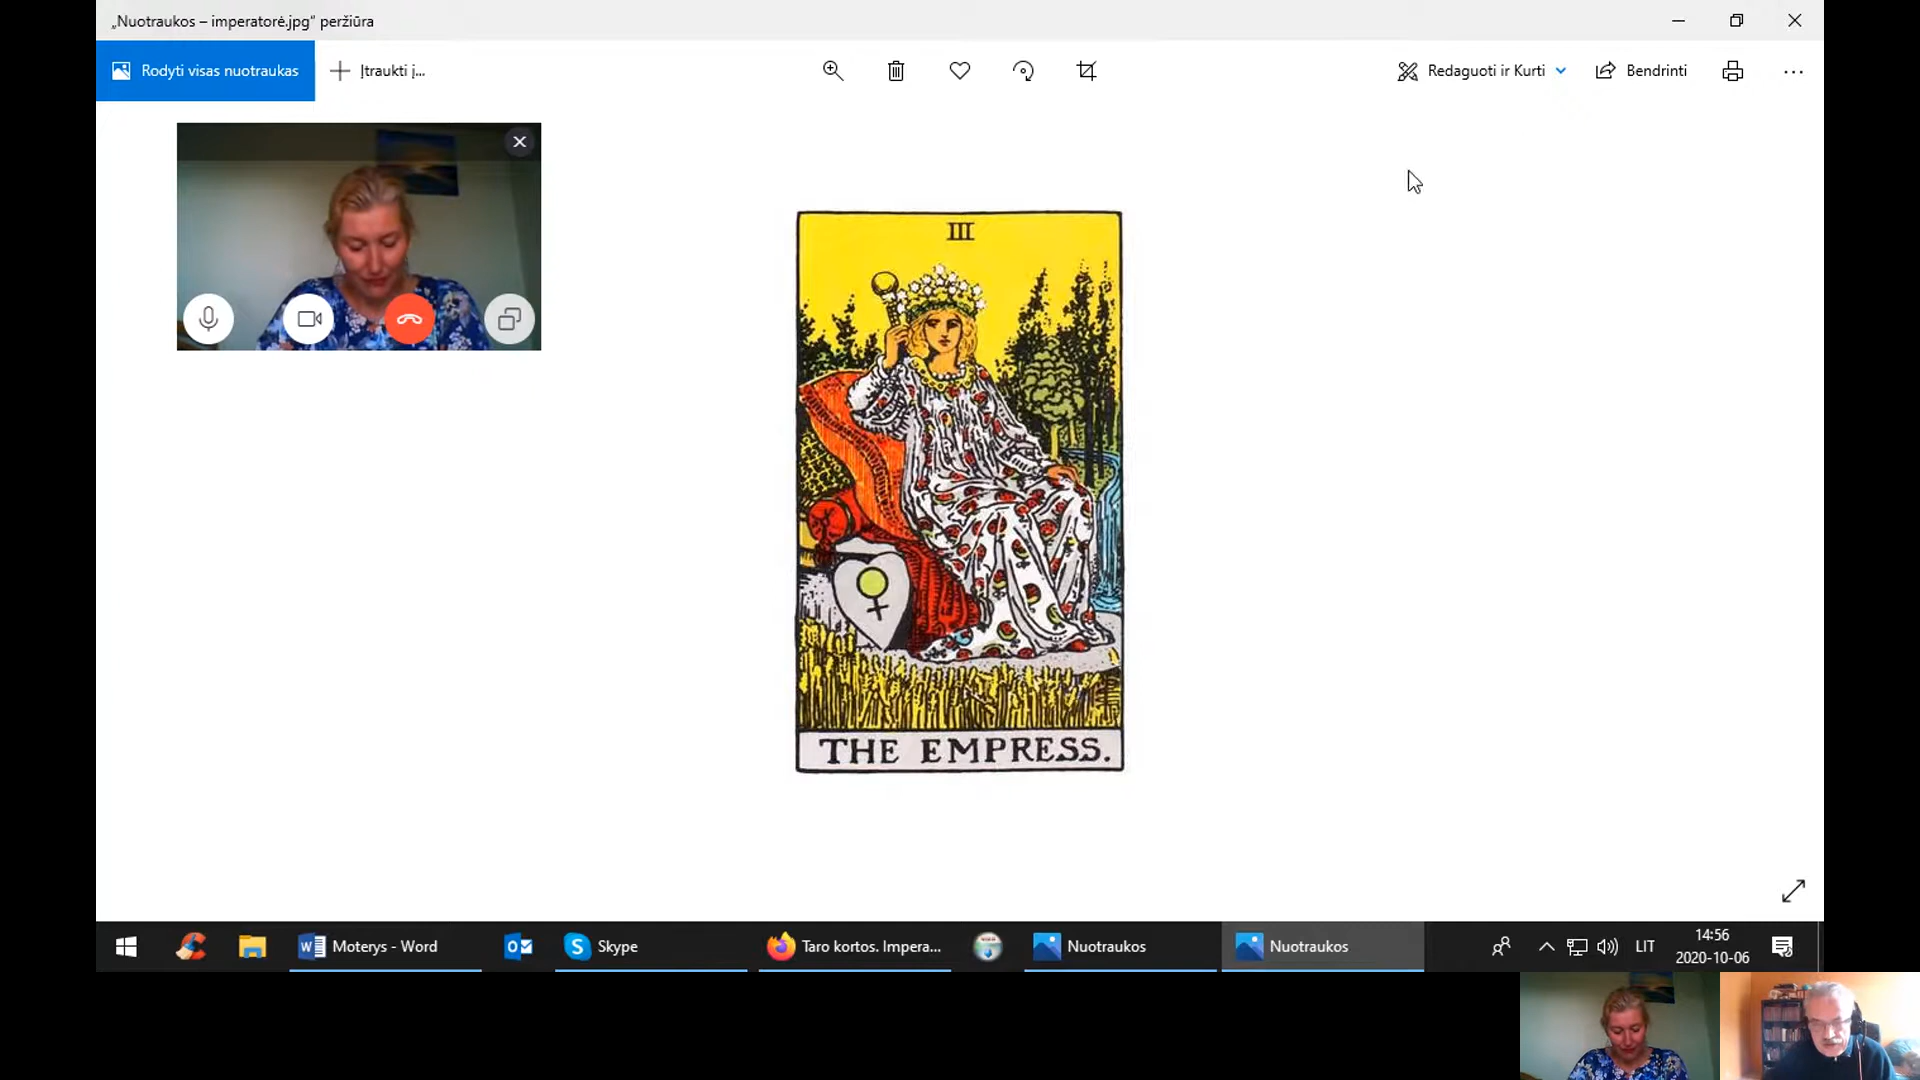 „Nuotraukos – imperatorė.jpg“ peržiūra
Rodyti visas nuotraukas
Įtraukti į...
Redaguoti ir Kurti
Bendrinti
III
THE EMPRESS.
Moterys - Word
Skype
Taro kortos. Impera...
Nuotraukos
Nuotraukos
LIT
14:56
2020-10-06